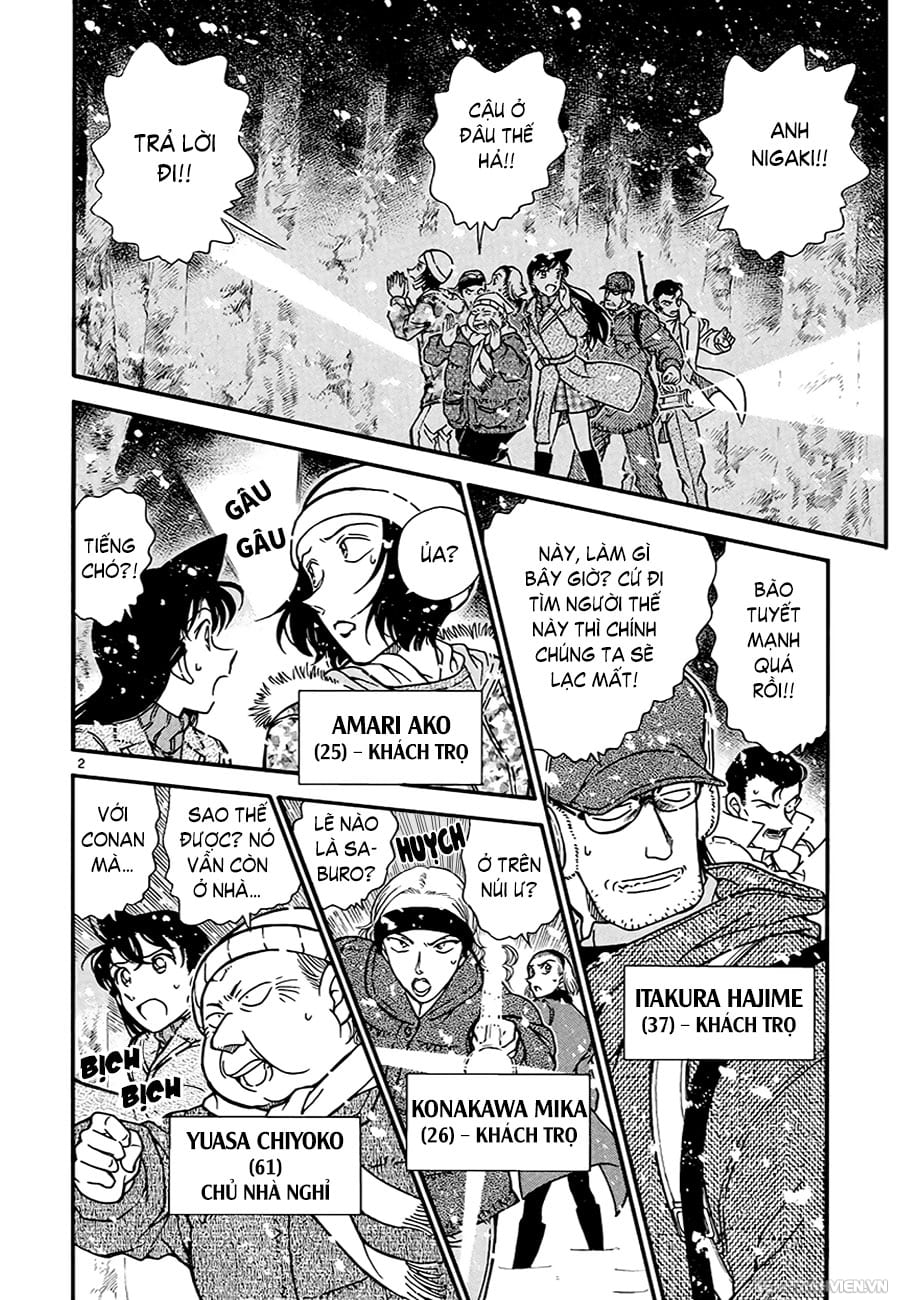 ANH
NIGAKI!!
CẬU Ở
ĐÂU THẾ
HẢ!!
TRẢ LỜI
ĐI!!
BÀO
TUYẾT
MẠNH
QUÁ
RỒI!!
NÀY, LÀM GÌ
BÂY GIỜ? CỨ ĐI
TÌM NGƯỜI THẾ
NÀY THÌ CHÍNH
CHÚNG TA SẼ
LẠC MẤT!
ITAKURA HAJIME
(37) – KHÁCH TRỌ
ỦA?
GÂU
GÂU
TIẾNG
CHÓ?!
AMARI AKO
(25) – KHÁCH TRỌ
2
Ở TRÊN
NÚI Ư?
HUỴCH
LẼ NÀO
LÀ SA-
BURO?
KONAKAWA MIKA
(26) – KHÁCH TRỌ
SAO THẾ
ĐƯỢC? NÓ
VẪN CÒN
Ở NHÀ...
VỚI
CONAN
MÀ...
BỊCH
BỊCH
YUASA CHIYOKO
(61)
CHỦ NHÀ NGHỈ